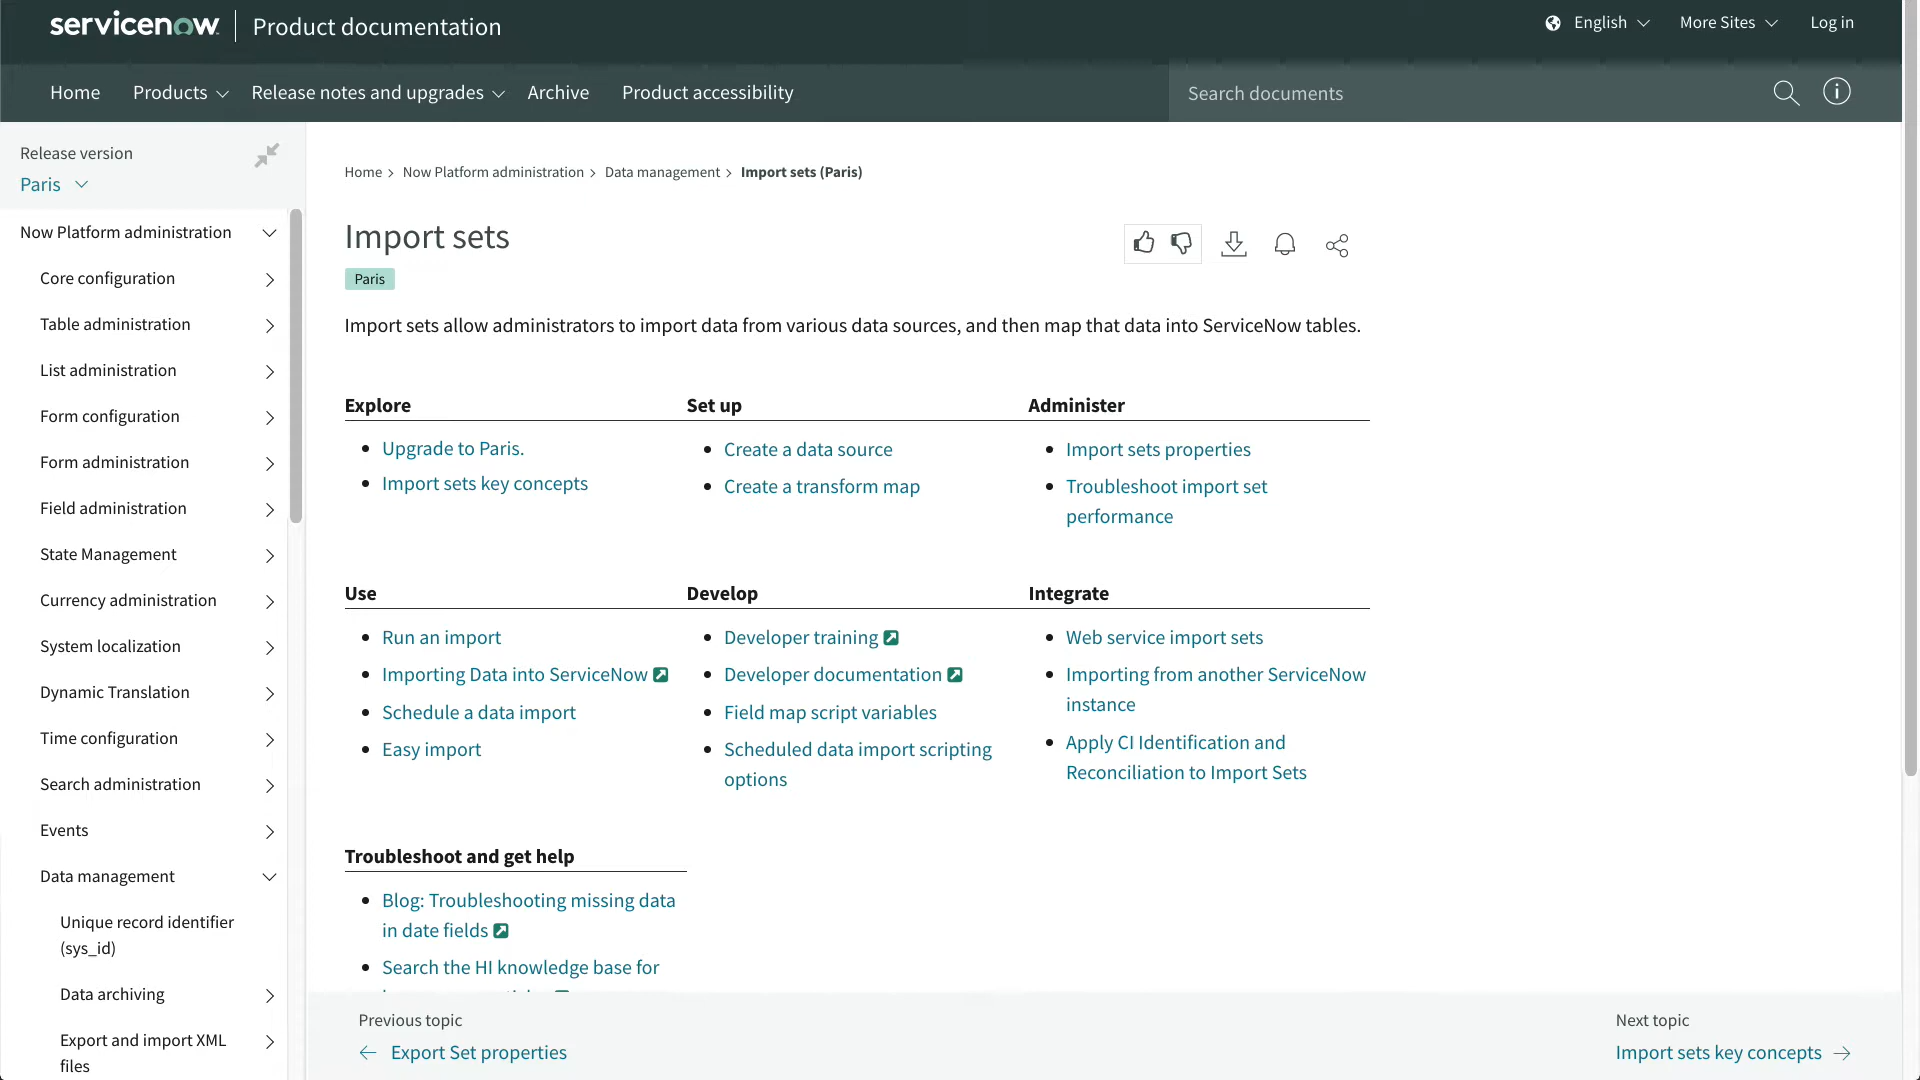 servicenow
Product documentation
English
More Sites
Log in
Home
Products
Release notes and upgrades
Archive
Product accessibility
Search documents
Release version
Paris
Now Platform administration
Core configuration
Table administration
List administration
Form configuration
Form administration
Field administration
State Management
Currency administration
System localization
Dynamic Translation
Time configuration
Search administration
Events
Data management
Unique record identifier
(sys_id)
Data archiving
Export and import XML
files
Home > Now Platform administration > Data management > Import sets (Paris)
Import sets
Paris
Import sets allow administrators to import data from various data sources, and then map that data into ServiceNow tables.
Explore
• Upgrade to Paris.
• Import sets key concepts
Set up
• Create a data source
• Create a transform map
Administer
• Import sets properties
• Troubleshoot import set
performance
Use
• Run an import
• Importing Data into ServiceNow
• Schedule a data import
• Easy import
Develop
• Developer training
• Developer documentation
• Field map script variables
• Scheduled data import scripting
options
Integrate
• Web service import sets
• Importing from another ServiceNow
instance
• Apply CI Identification and
Reconciliation to Import Sets
Troubleshoot and get help
• Blog: Troubleshooting missing data
in date fields
• Search the HI knowledge base for
Previous topic
← Export Set properties
Next topic
Import sets key concepts →